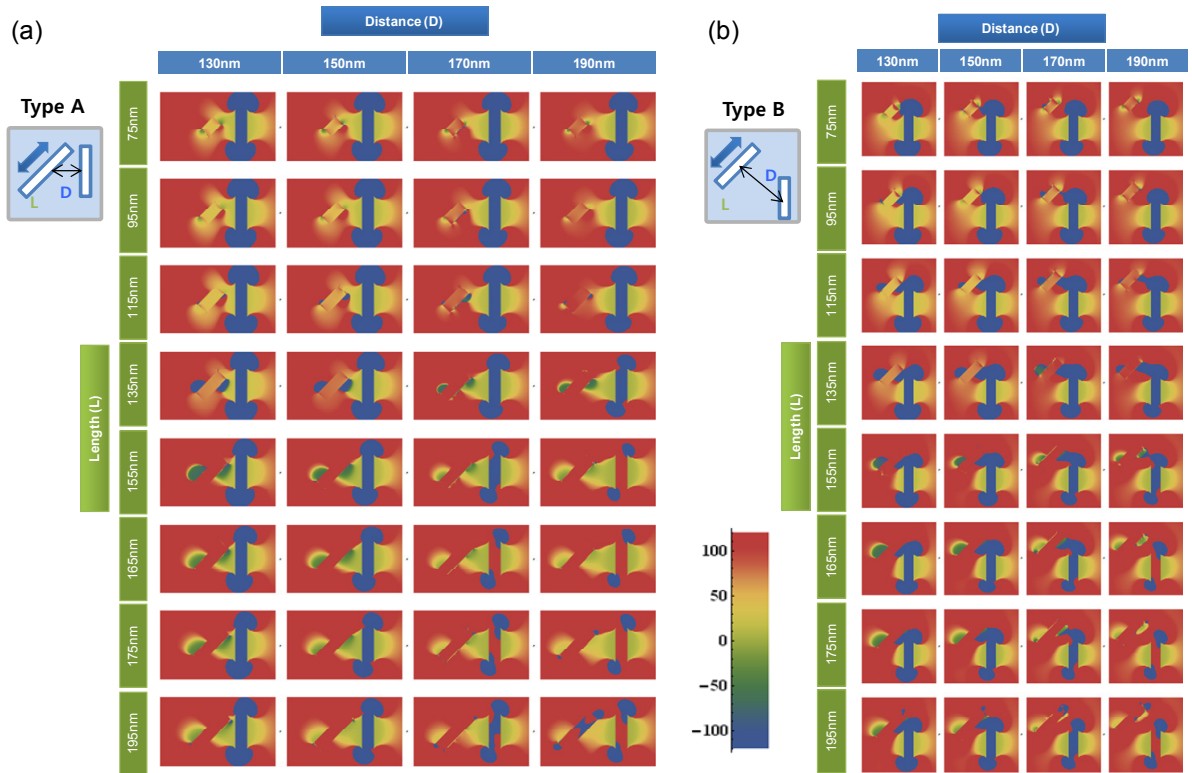 (a)
Distance (D)
130nm 150nm 170nm 190nm
Type A
D
L
Length (L)
75nm
95nm
115nm
135nm
155nm
165nm
175nm
195nm
100
50
0
−50
−100
(b)
Distance (D)
130nm 150nm 170nm 190nm
Type B
D
L
Length (L)
75nm
95nm
115nm
135nm
155nm
165nm
175nm
195nm